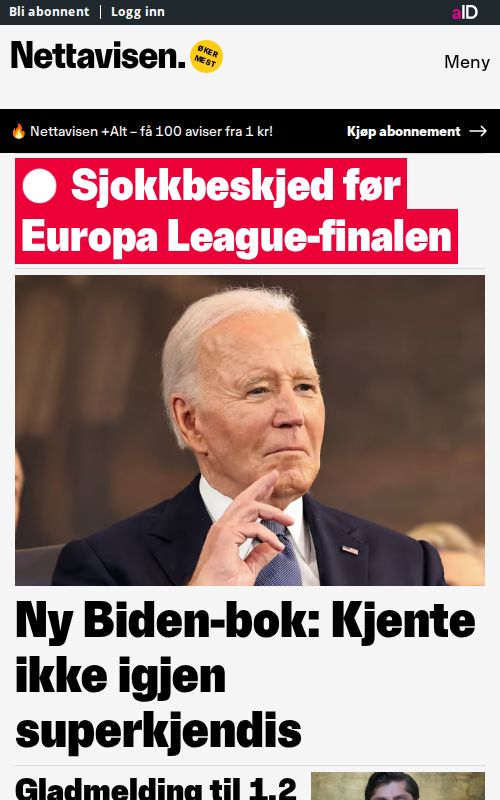 Bli abonnent | Logg inn
aID
Nettavisen.
ØKER
MEST
Meny
🔥 Nettavisen +Alt – få 100 aviser fra 1 kr!
Kjøp abonnement →
Sjokkbeskjed før
Europa League-finalen
Ny Biden-bok: Kjente
ikke igjen
superkjendis
Gladmelding til 1,2